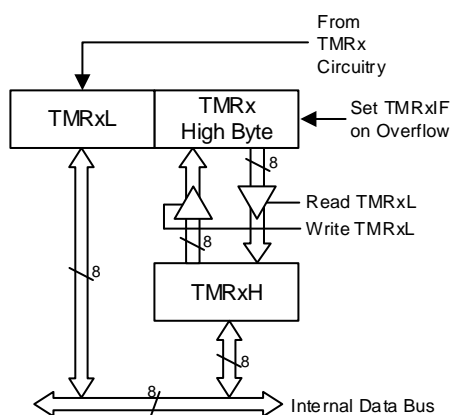 From
TMRx
Circuitry
TMRxL
TMRx
High Byte
Set TMRxIF
on Overflow
8
Read TMRxL
Write TMRxL
8
8
TMRxH
8
8
Internal Data Bus